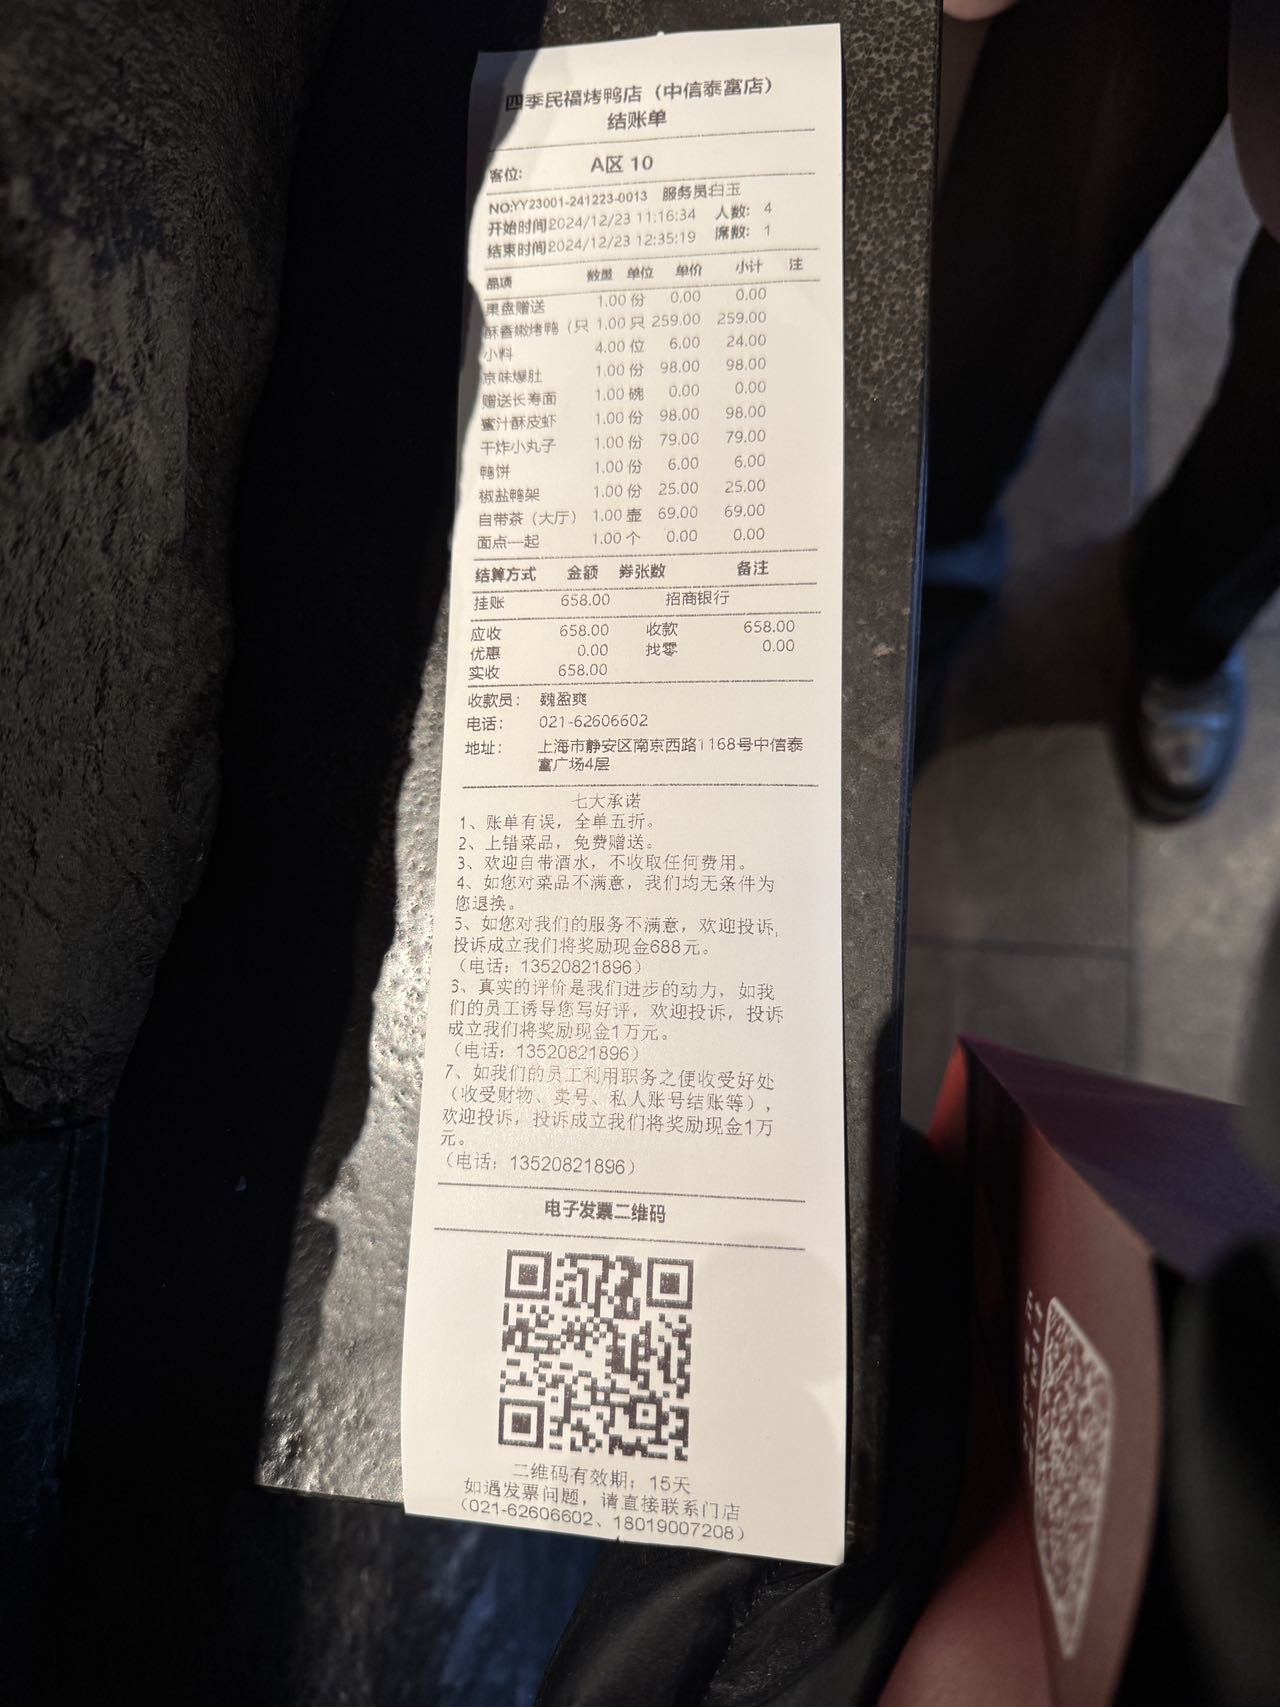 四季民福烤鸭店（中信泰富店）
结账单
客位: A区 10
NO:YY23001-241223-0013 服务员:白玉
开始时间2024/12/23 11:16:34 人数: 4
结束时间2024/12/23 12:35:19 席数: 1
品项 数量 单位 单价 小计 注
果盘赠送 1.00 份 0.00 0.00
酥香嫩烤鸭（只 1.00 只 259.00 259.00
小料 4.00 位 6.00 24.00
京味爆肚 1.00 份 98.00 98.00
赠送长寿面 1.00 碗 0.00 0.00
蜜汁酥皮虾 1.00 份 98.00 98.00
干炸小丸子 1.00 份 79.00 79.00
鸭饼 1.00 份 6.00 6.00
椒盐鸭架 1.00 份 25.00 25.00
自带茶（大厅） 1.00 壶 69.00 69.00
面点一起 1.00 个 0.00 0.00
结算方式 金额 券张数 备注
挂账 658.00 招商银行
应收 658.00 收款 658.00
优惠 0.00 找零 0.00
实收 658.00
收款员: 魏盈爽
电话: 021-62606602
地址: 上海市静安区南京西路1168号中信泰
富广场4层
七大承诺
1、账单有误，全单五折。
2、上错菜品，免费赠送。
3、欢迎自带酒水，不收取任何费用。
4、如您对菜品不满意，我们均无条件为
您退换。
5、如您对我们的服务不满意，欢迎投诉,
投诉成立我们将奖励现金688元。
（电话：13520821896）
6、真实的评价是我们进步的动力，如我
们的员工诱导您写好评，欢迎投诉，投诉
成立我们将奖励现金1万元。
（电话：13520821896）
7、如我们的员工利用职务之便收受好处
（收受财物、卖号、私人账号结账等），
欢迎投诉，投诉成立我们将奖励现金1万
元。
（电话：13520821896）
电子发票二维码
二维码有效期：15天
如遇发票问题，请直接联系门店
（021-62606602、18019007208）